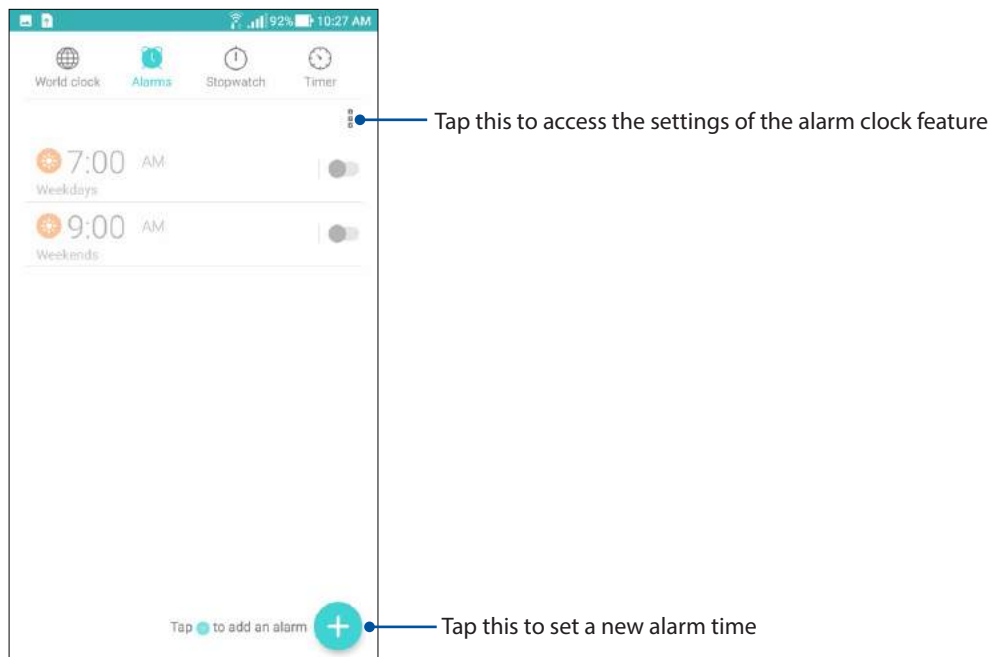 92% 10:27 AM
World clock Alarms Stopwatch Timer
Tap this to access the settings of the alarm clock feature
7:00 AM
Weekdays
9:00 AM
Weekends
Tap to add an alarm
Tap this to set a new alarm time